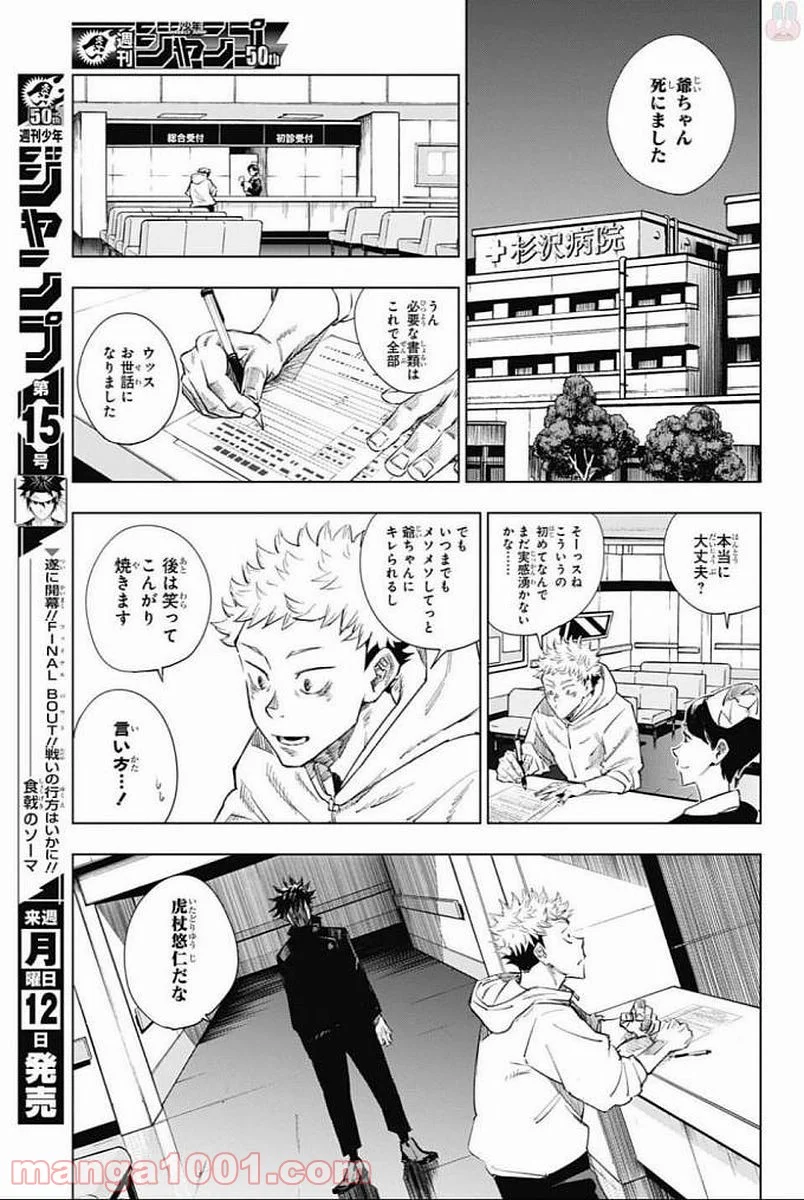 爺ちゃん
死にました
杉沢病院
週刊少年ジャンプ50th
総合受付
初診受付
うん
必要な書類は
これで全部
ウッス
お世話に
なりました
本当に
大丈夫?
そーっスね
こういうの
初めてなんで
まだ実感湧かない
かな……
でも
いつまでも
メソメソしてっと
爺ちゃんに
キレられるし
後は笑って
こんがり
焼きます
言い方…!
虎杖悠仁だな
50th
週刊少年
ジャンプ
第15号
遂に開幕!!FINAL BOUT!!戦いの行方はいかに!!
食戟のソーマ
来週
月曜日
12日
発売
manga1001.com